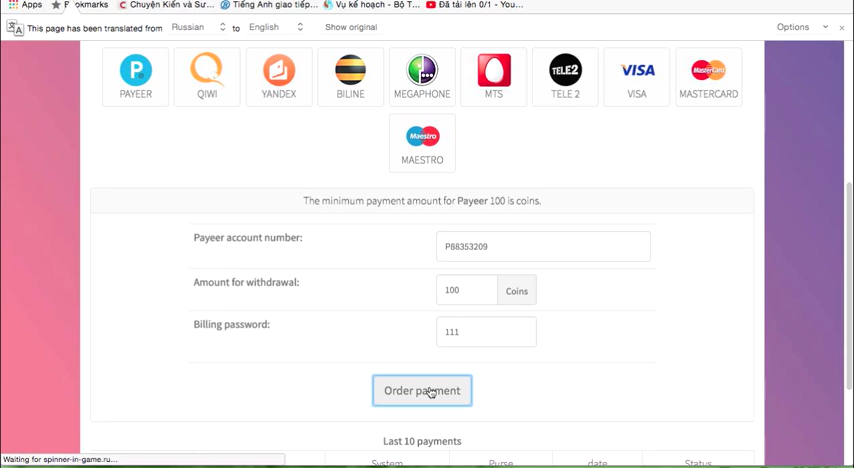 Apps
Bookmarks
Chuyện Kiến và Sư...
Tiếng Anh giao tiếp...
Vụ kế hoạch - Bộ T...
Đã tải lên 0/1 - You...
This page has been translated from Russian to English Show original Options
PAYEER
QIWI
YANDEX
BILINE
MEGAPHONE
MTS
TELE2
TELE 2
VISA
VISA
MasterCard
MASTERCARD
Maestro
MAESTRO
The minimum payment amount for Payeer 100 is coins.
Payeer account number: P88353209
Amount for withdrawal: 100 Coins
Billing password: 111
Order payment
Last 10 payments
System Purse date Status
Waiting for spinner-in-game.ru...